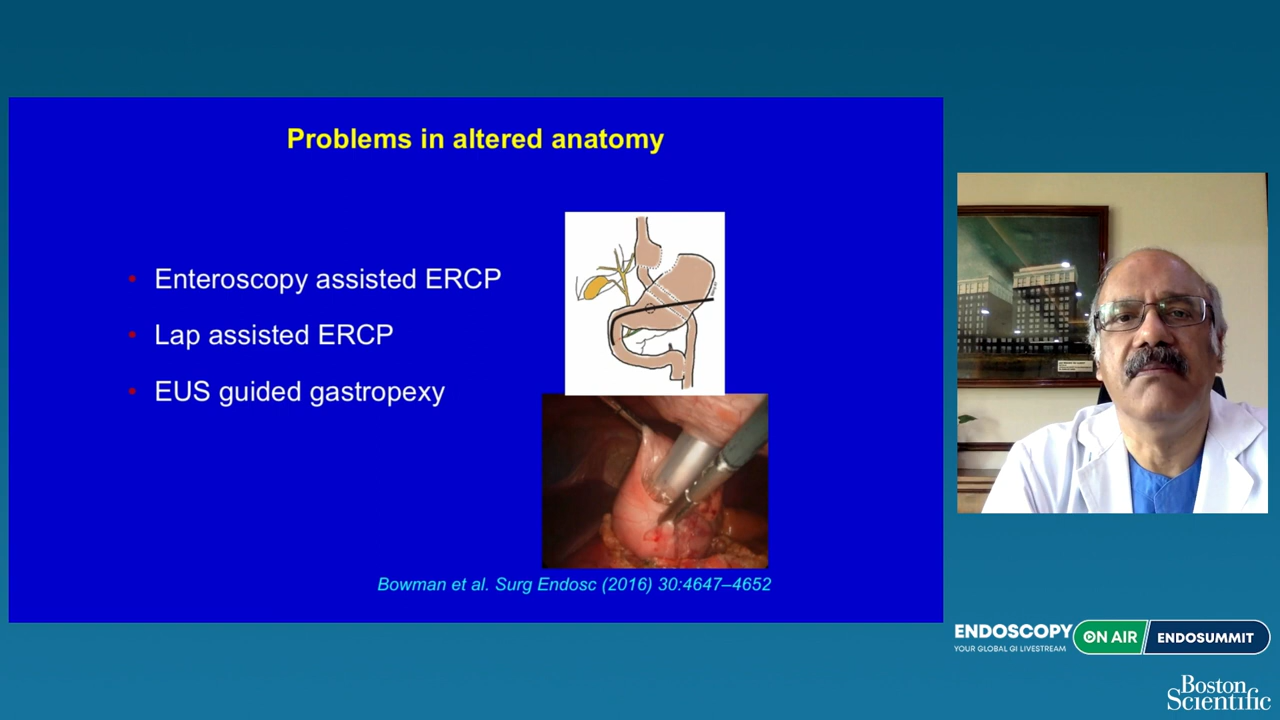 Problems in altered anatomy
• Enteroscopy assisted ERCP
• Lap assisted ERCP
• EUS guided gastropexy
Bowman et al. Surg Endosc (2016) 30:4647–4652
ENDOSCOPY
YOUR GLOBAL GI LIVESTREAM
ON AIR
ENDOSUMMIT
Boston
Scientific